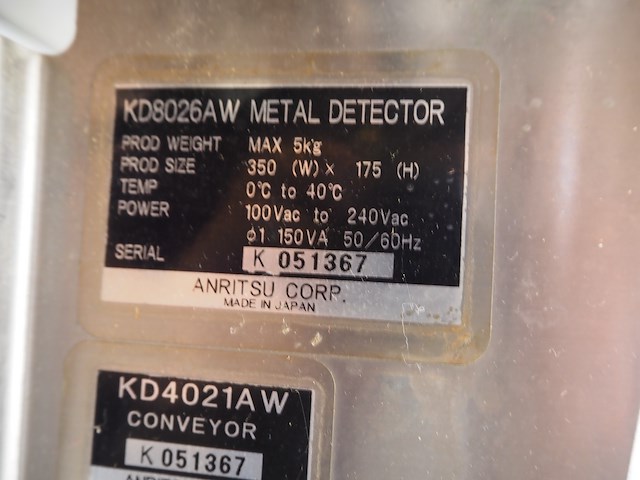 KD8026AW METAL DETECTOR
PROD WEIGHT MAX 5kg
PROD SIZE 350 (W) x 175 (H)
TEMP 0°C to 40°C
POWER 100Vac to 240Vac
φ1 150VA 50/60Hz
SERIAL K 051367
ANRITSU CORP.
MADE IN JAPAN
KD4021AW
CONVEYOR
K 051367